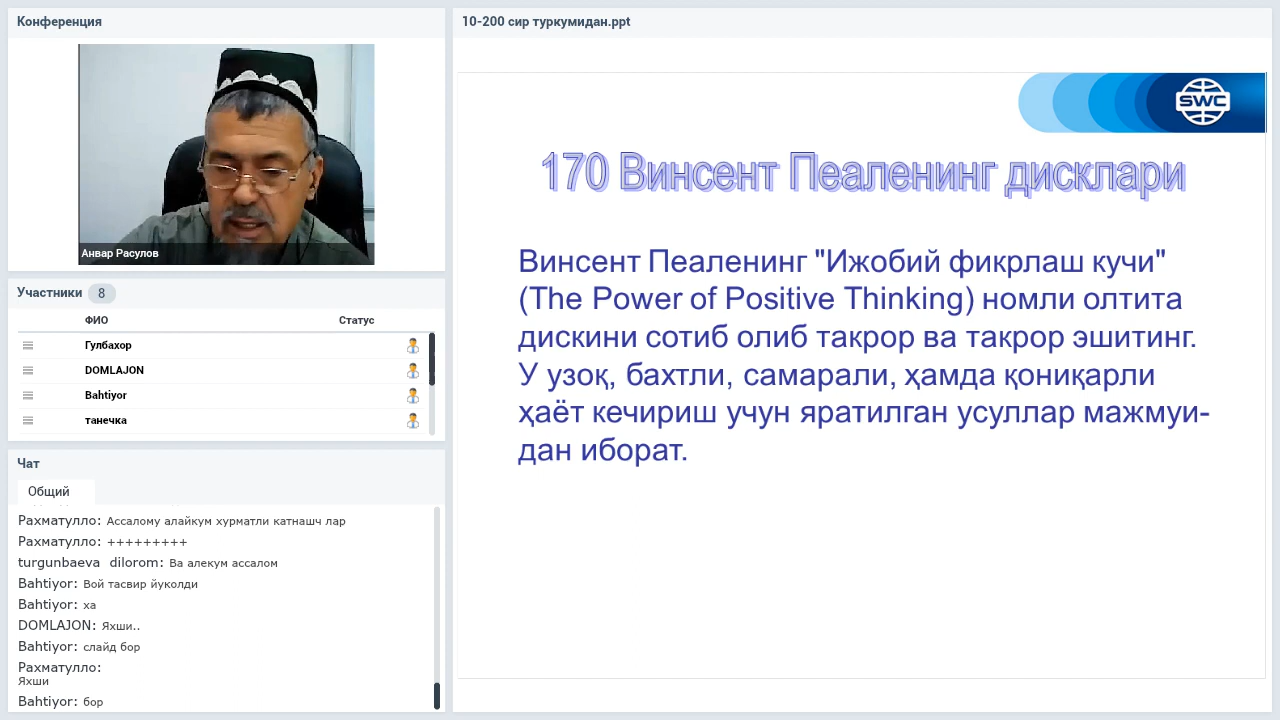 Конференция
Анвар Расулов
Участники 8
ФИО Статус
Гулбахор
DOMLAJON
Bahtiyor
танечка
Чат
Общий
Рахматулло: Ассалому алайкум хурматли катнашч лар
Рахматулло: +++++++++
turgunbaeva dilorom: Ва алекум ассалом
Bahtiyor: Вой тасвир йуколди
Bahtiyor: ха
DOMLAJON: Яхши..
Bahtiyor: слайд бор
Рахматулло:
Яхши
Bahtiyor: бор
10-200 сир туркумидан.ppt
SWC
170 Винсент Пеаленинг дисклари
Винсент Пеаленинг "Ижобий фикрлаш кучи"
(The Power of Positive Thinking) номли олтита
дискини сотиб олиб такрор ва такрор эшитинг.
У узоқ, бахтли, самарали, ҳамда қониқарли
ҳаёт кечириш учун яратилган усуллар мажмуи-
дан иборат.